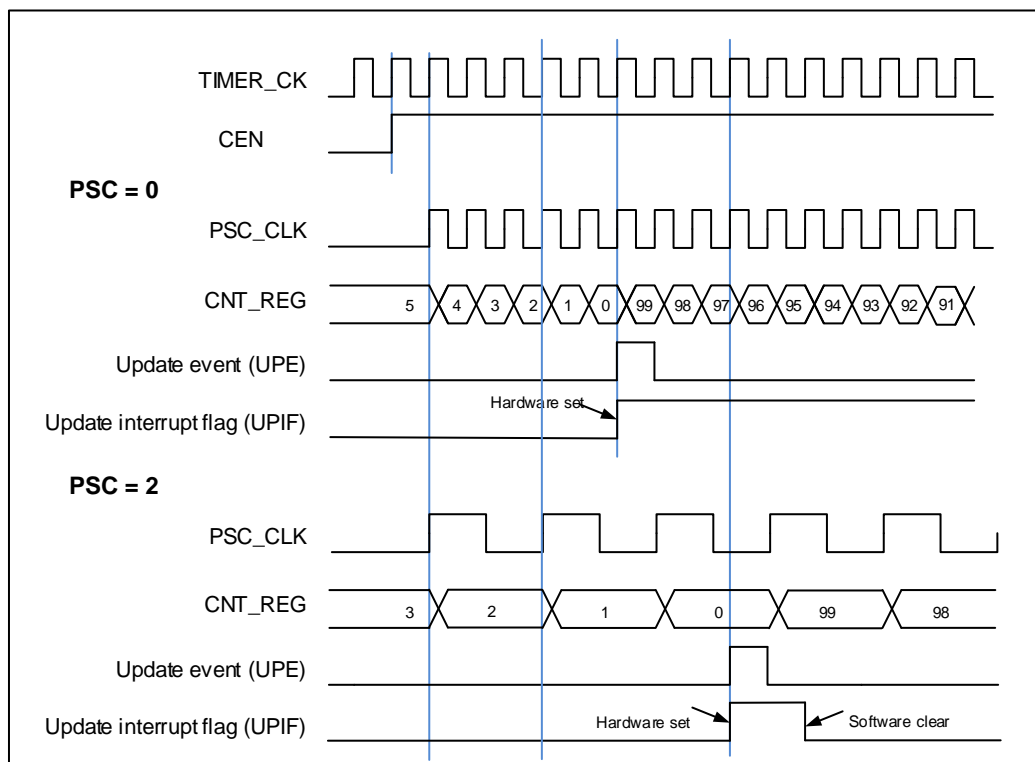 TIMER_CK
CEN
PSC = 0
PSC_CLK
CNT_REG 5 4 3 2 1 0 99 98 97 96 95 94 93 92 91
Update event (UPE)
Hardware set
Update interrupt flag (UPIF)
PSC = 2
PSC_CLK
CNT_REG 3 2 1 0 99 98
Update event (UPE)
Update interrupt flag (UPIF) Hardware set Software clear